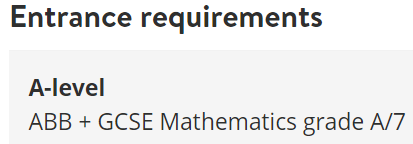 Entrance requirements
A-level
ABB + GCSE Mathematics grade A/7